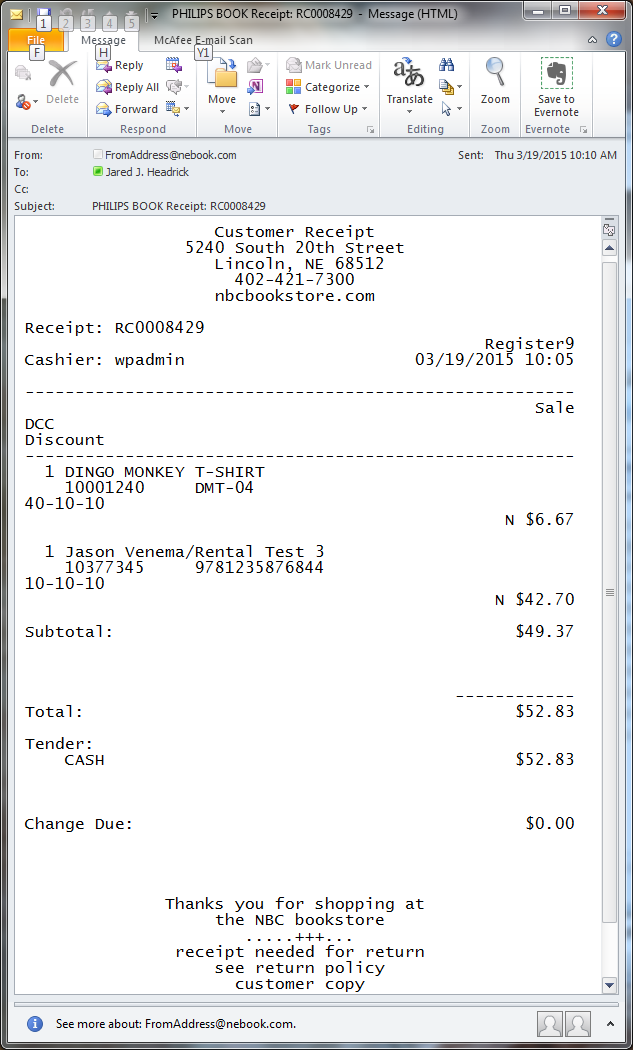 PHILIPS BOOK Receipt: RC0008429 - Message (HTML)
1 2 3 4 5
File Message McAfee E-mail Scan
F H Y1
Delete
Reply
Reply All
Forward
Move
Mark Unread
Categorize
Follow Up
Translate
Zoom
Save to
Evernote
Delete Respond Move Tags Editing Zoom Evernote
From: FromAddress@nebook.com Sent: Thu 3/19/2015 10:10 AM
To: Jared J. Headrick
Cc:
Subject: PHILIPS BOOK Receipt: RC0008429
Customer Receipt
5240 South 20th Street
Lincoln, NE 68512
402-421-7300
nbcbookstore.com
Receipt: RC0008429
Register9
Cashier: wpadmin 03/19/2015 10:05
-------------------------------------------------------
Sale
DCC
Discount
-------------------------------------------------------
1 DINGO MONKEY T-SHIRT
10001240 DMT-04
40-10-10
N $6.67
1 Jason Venema/Rental Test 3
10377345 9781235876844
10-10-10
N $42.70
Subtotal: $49.37
------------
Total: $52.83
Tender:
CASH $52.83
Change Due: $0.00
Thanks you for shopping at
the NBC bookstore
.....+++...
receipt needed for return
see return policy
customer copy
See more about: FromAddress@nebook.com.